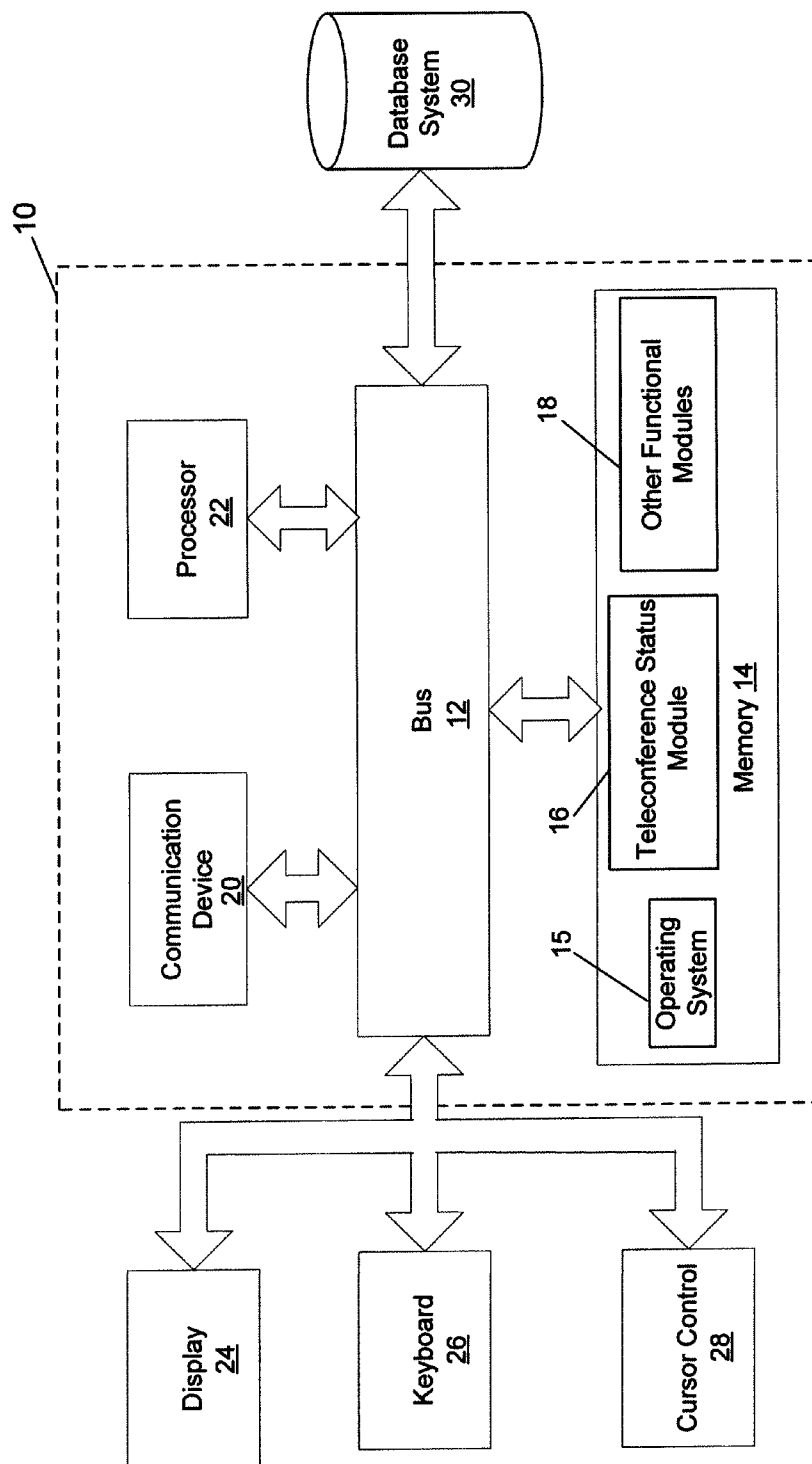 10
Display
24
Keyboard
26
Cursor Control
28
Communication
Device
20
Processor
22
Bus
12
Database
System
30
15
Operating
System
16
Teleconference Status
Module
18
Other Functional
Modules
Memory 14